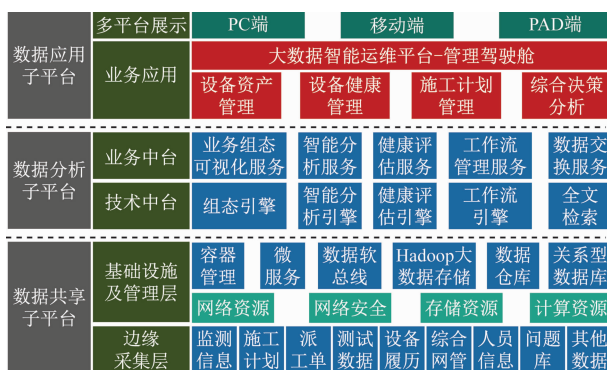 数据应用
子平台
多平台展示
PC端
移动端
PAD端
业务应用
大数据智能运维平台-管理驾驶舱
设备资产
管理
设备健康
管理
施工计划
管理
综合决策
分析
数据分析
子平台
业务中台
业务组态
可视化服务
智能分
析服务
健康评
估服务
工作流
管理服务
数据交
换服务
技术中台
组态引擎
智能分
析引擎
健康评
估引擎
工作流
引擎
全文
检索
数据共享
子平台
基础设施
及管理层
容器
管理
微
服务
数据软
总线
Hadoop大
数据存储
数据
仓库
关系型
数据库
网络资源
网络安全
存储资源
计算资源
边缘
采集层
监测
信息
施工
计划
派
工单
测试
数据
设备
履历
综合
网管
人员
信息
问题
库
其他
数据